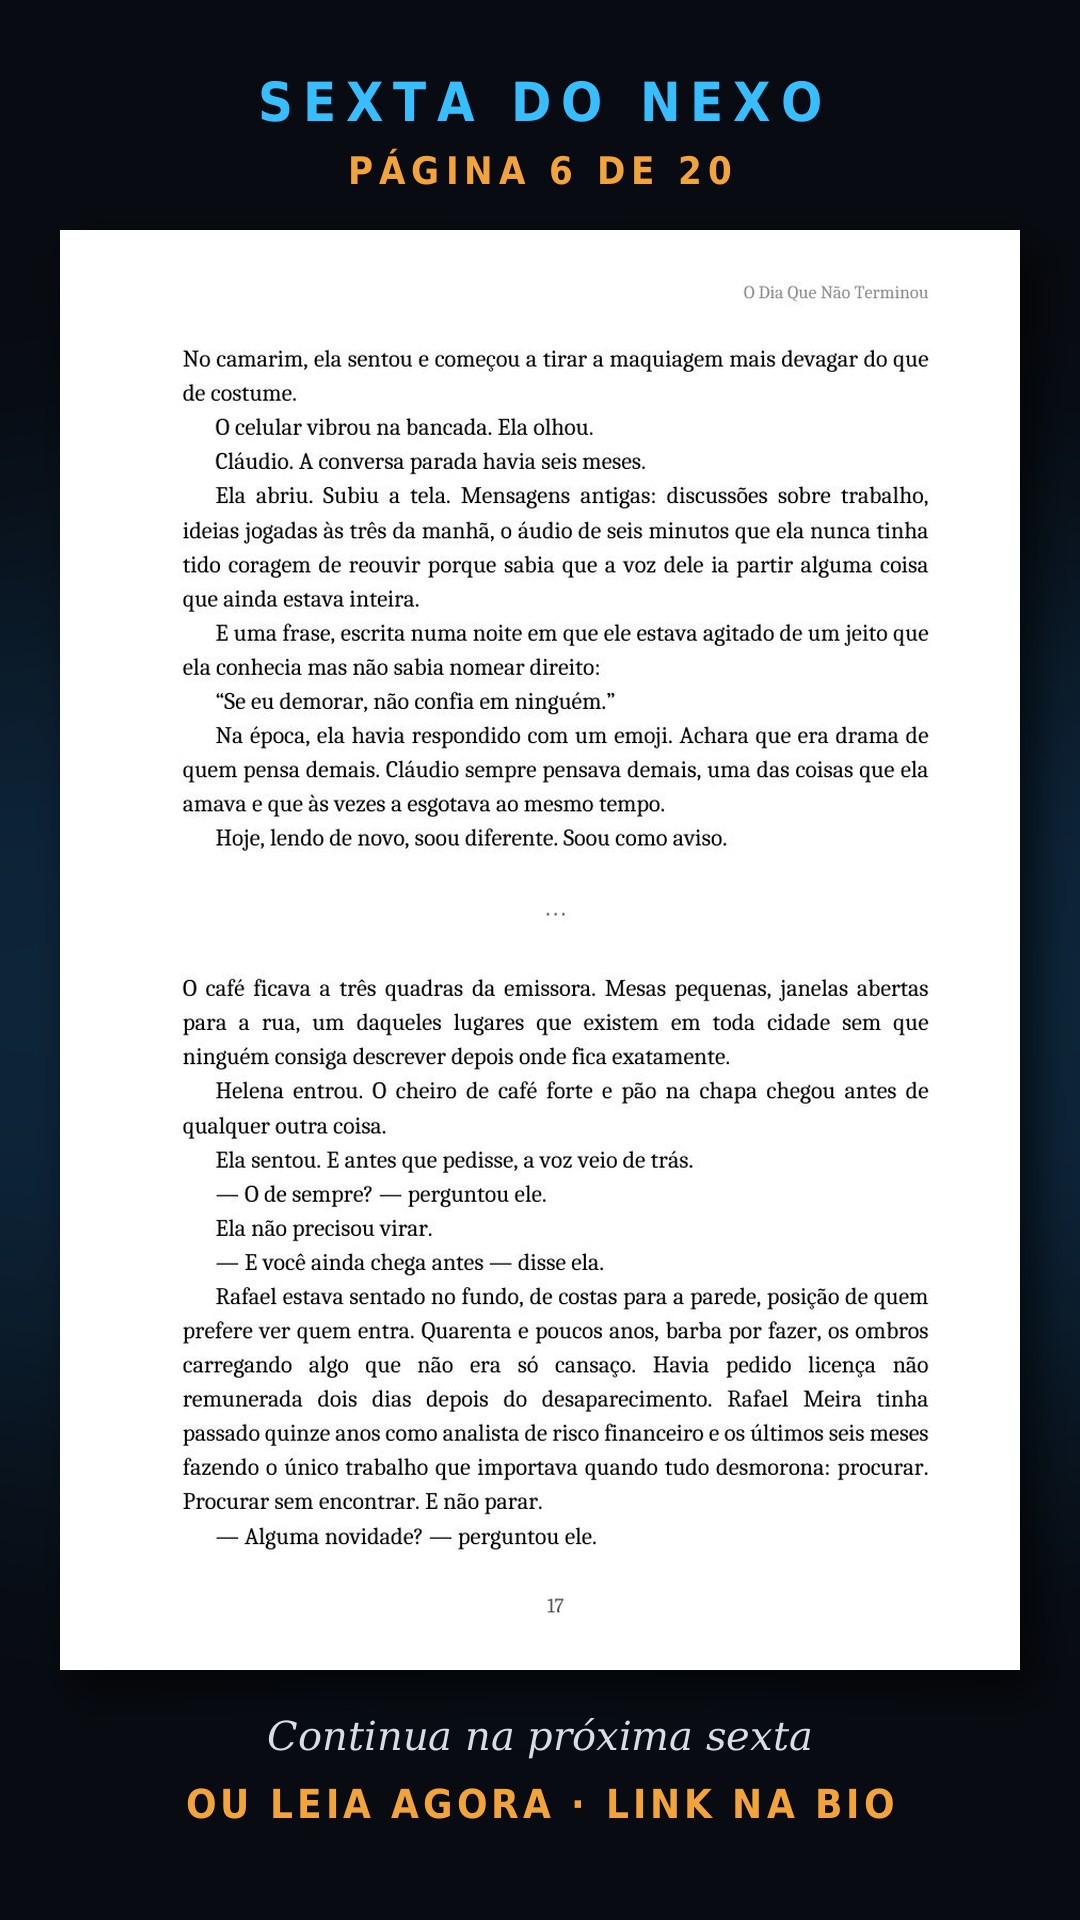 SEXTA DO NEXO
PÁGINA 6 DE 20
O Dia Que Não Terminou
No camarim, ela sentou e começou a tirar a maquiagem mais devagar do que
de costume.
O celular vibrou na bancada. Ela olhou.
Cláudio. A conversa parada havia seis meses.
Ela abriu. Subiu a tela. Mensagens antigas: discussões sobre trabalho,
ideias jogadas às três da manhã, o áudio de seis minutos que ela nunca tinha
tido coragem de reouvir porque sabia que a voz dele ia partir alguma coisa
que ainda estava inteira.
E uma frase, escrita numa noite em que ele estava agitado de um jeito que
ela conhecia mas não sabia nomear direito:
“Se eu demorar, não confia em ninguém.”
Na época, ela havia respondido com um emoji. Achara que era drama de
quem pensa demais. Cláudio sempre pensava demais, uma das coisas que ela
amava e que às vezes a esgotava ao mesmo tempo.
Hoje, lendo de novo, soou diferente. Soou como aviso.
...
O café ficava a três quadras da emissora. Mesas pequenas, janelas abertas
para a rua, um daqueles lugares que existem em toda cidade sem que
ninguém consiga descrever depois onde fica exatamente.
Helena entrou. O cheiro de café forte e pão na chapa chegou antes de
qualquer outra coisa.
Ela sentou. E antes que pedisse, a voz veio de trás.
— O de sempre? — perguntou ele.
Ela não precisou virar.
— E você ainda chega antes — disse ela.
Rafael estava sentado no fundo, de costas para a parede, posição de quem
prefere ver quem entra. Quarenta e poucos anos, barba por fazer, os ombros
carregando algo que não era só cansaço. Havia pedido licença não
remunerada dois dias depois do desaparecimento. Rafael Meira tinha
passado quinze anos como analista de risco financeiro e os últimos seis meses
fazendo o único trabalho que importava quando tudo desmorona: procurar.
Procurar sem encontrar. E não parar.
— Alguma novidade? — perguntou ele.
17
Continua na próxima sexta
OU LEIA AGORA · LINK NA BIO